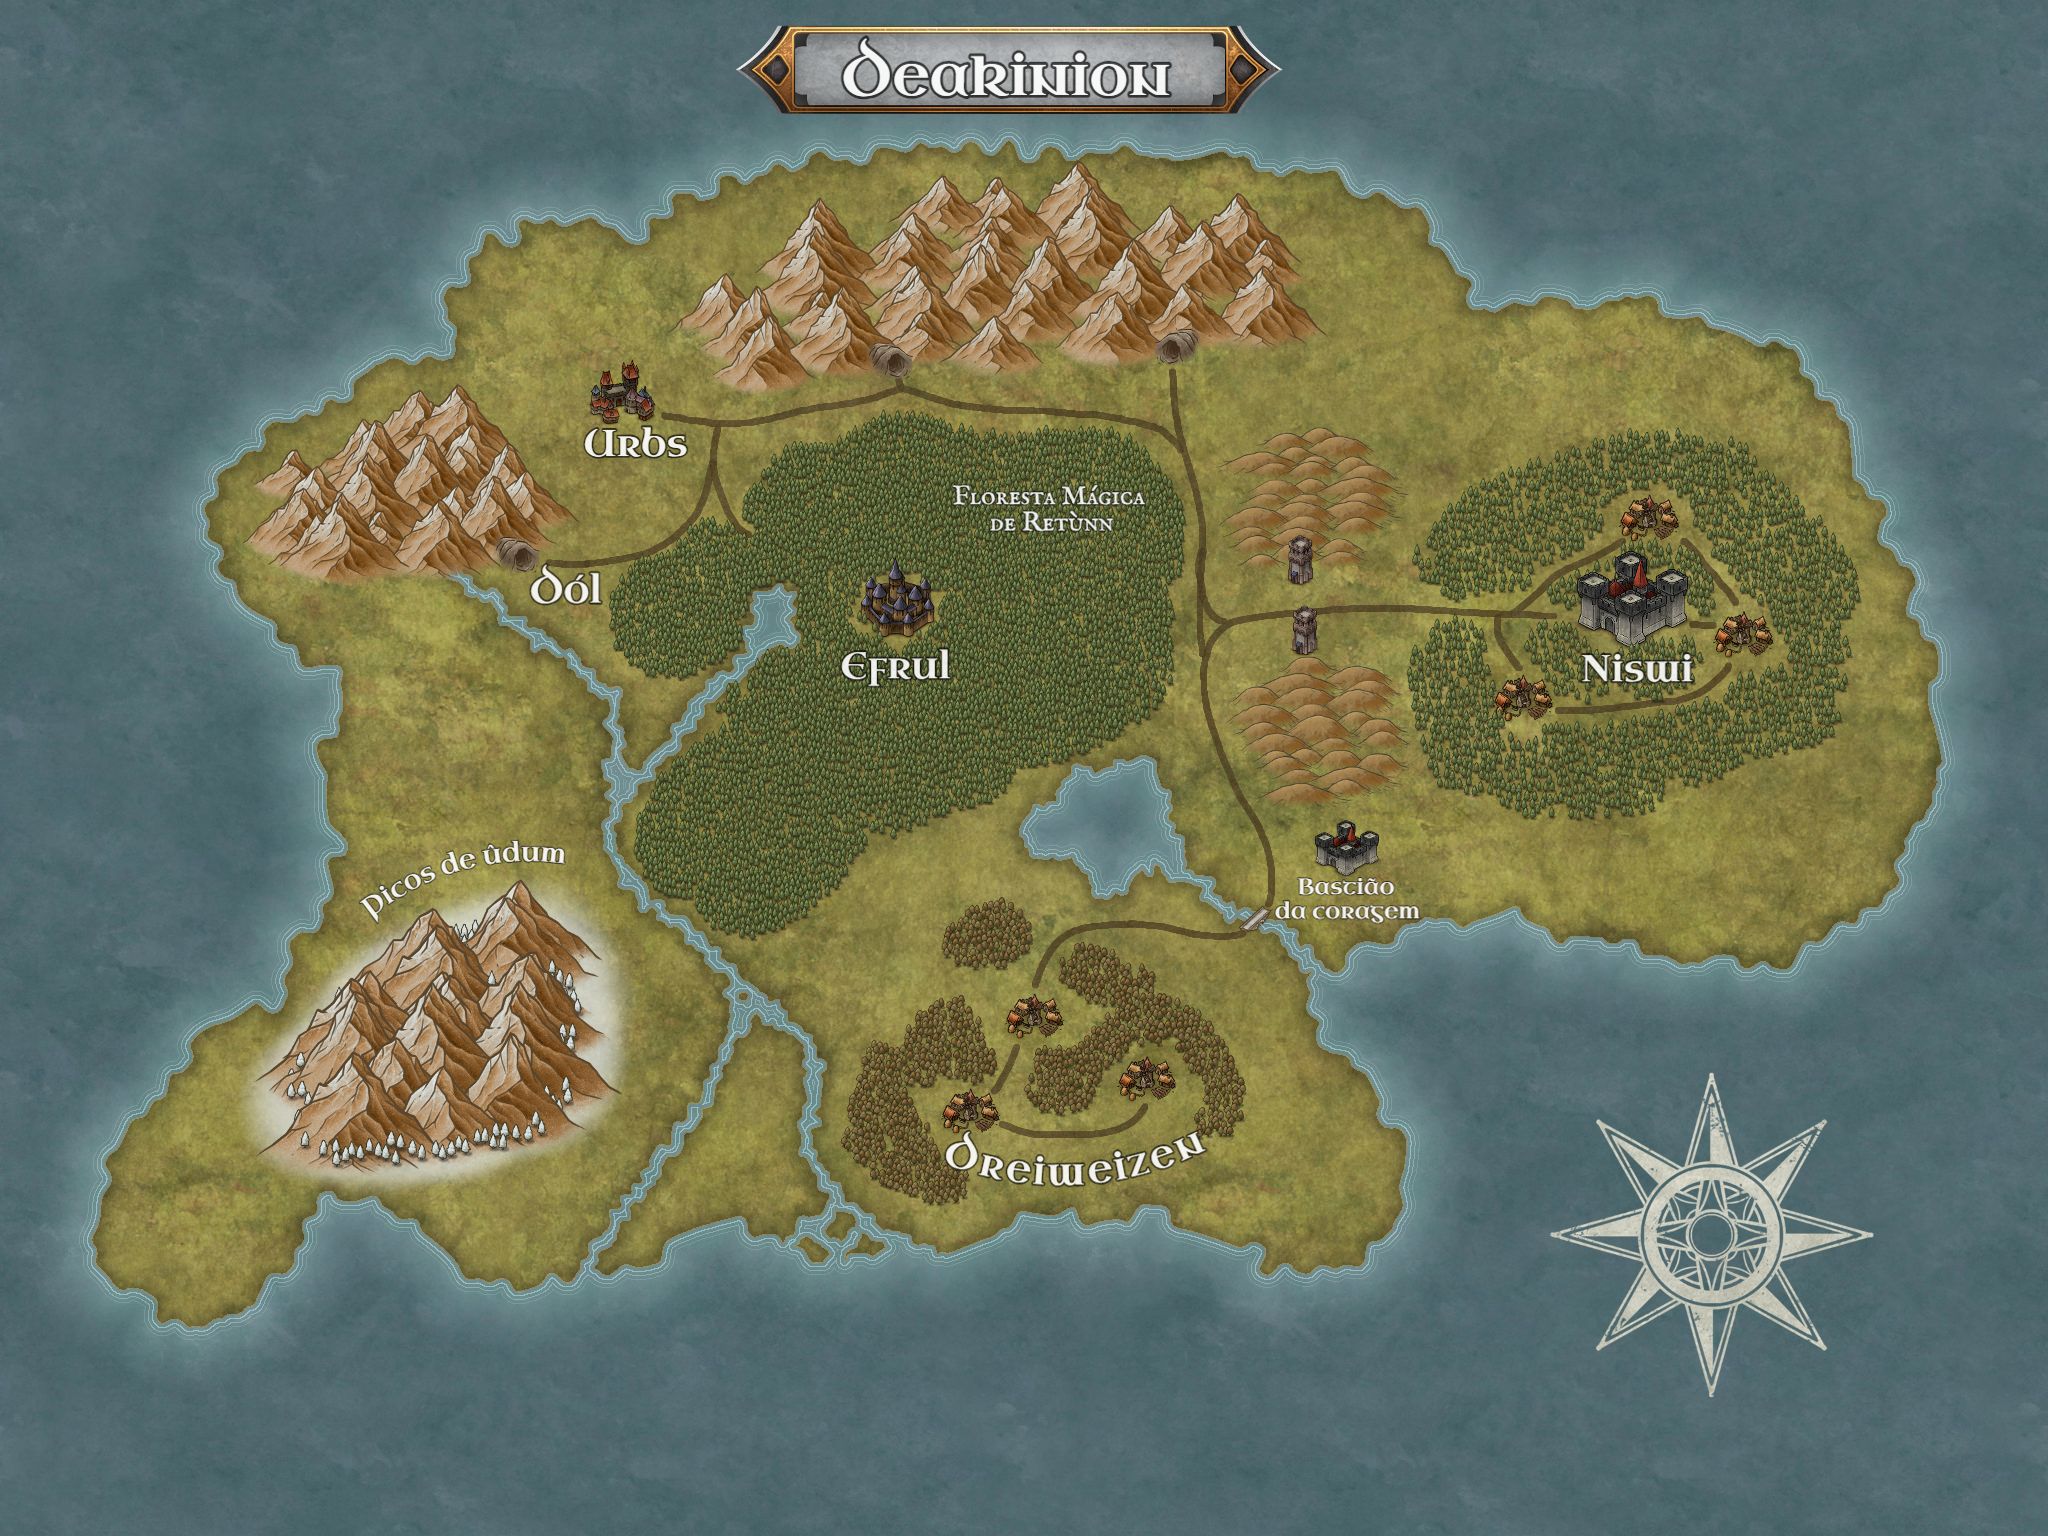 Deakinion
Urbs
Floresta Mágica
de Retùnn
Dól
Efrul
Niswi
Picos de ûdum
Bastião
da coragem
Dreiweizen